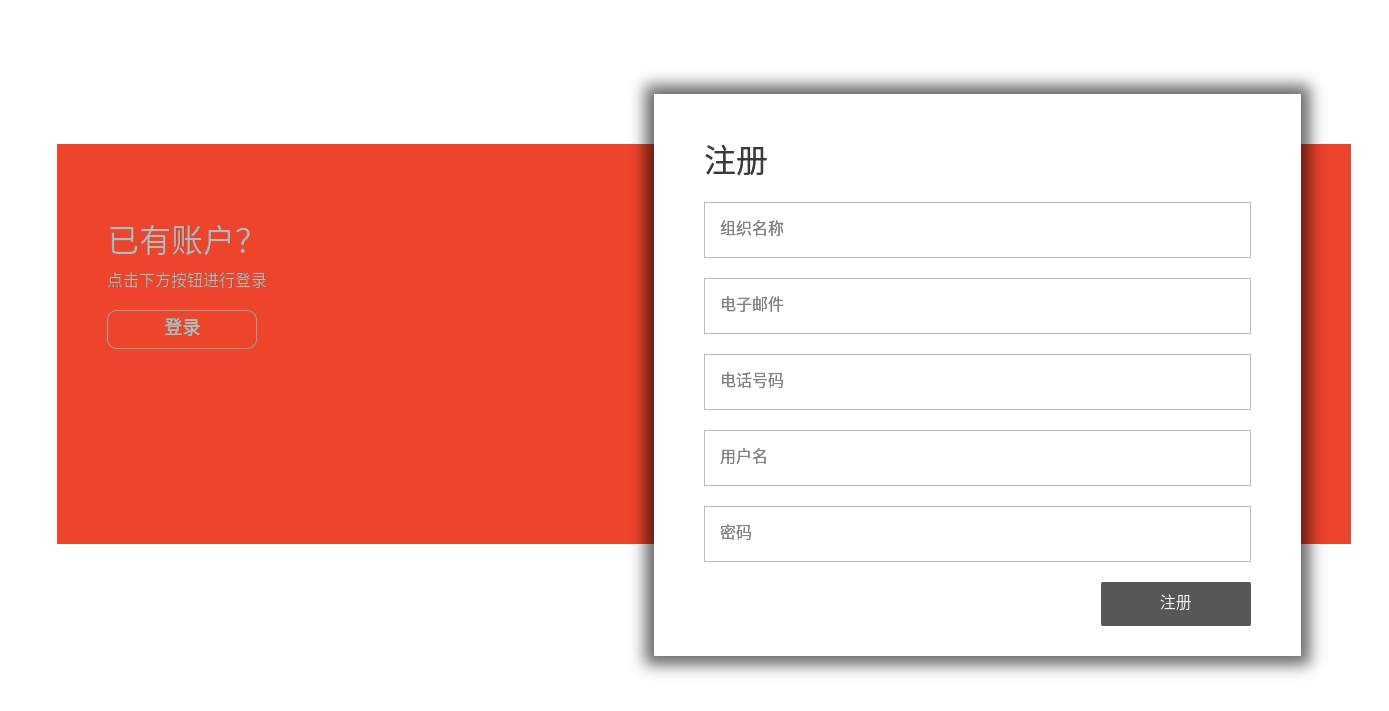 已有账户？
点击下方按钮进行登录
登录
注册
组织名称
电子邮件
电话号码
用户名
密码
注册